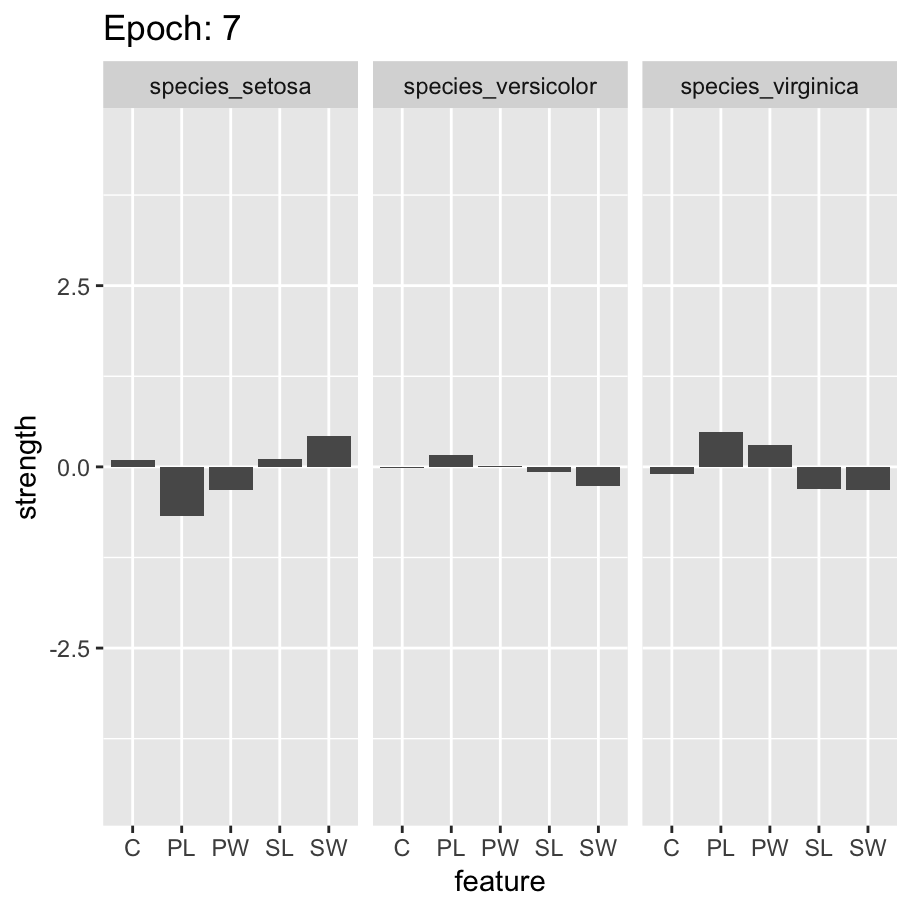 Epoch: 7
species_setosa species_versicolor species_virginica
2.5
0.0
-2.5
strength
C PL PW SL SW C PL PW SL SW C PL PW SL SW
feature